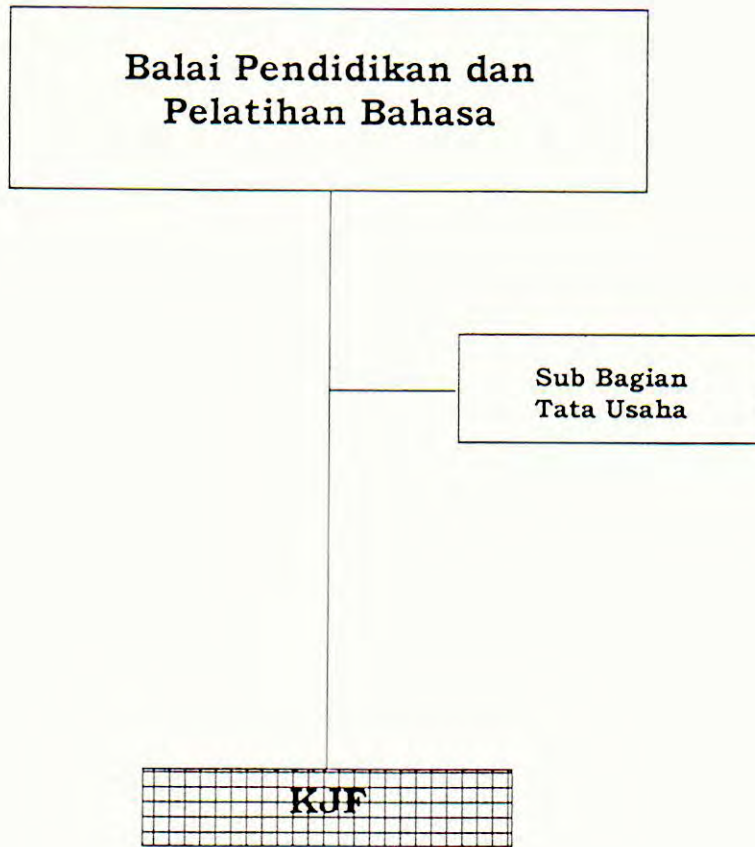 Balai Pendidikan dan
Pelatihan Bahasa
Sub Bagian
Tata Usaha
KJF